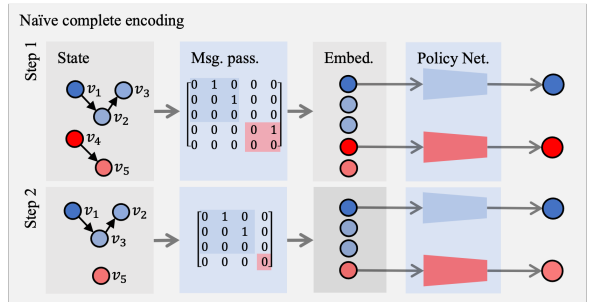 Naïve complete encoding
Step 1
State
Msg. pass.
Embed.
Policy Net.
v₁
v₃
v₂
v₄
v₅
0 1 0 0 0
0 0 1 0 0
0 0 0 0 0
0 0 0 0 1
0 0 0 0 0
Step 2
v₁
v₂
v₃
v₅
0 1 0 0
0 0 1 0
0 0 0 0
0 0 0 0